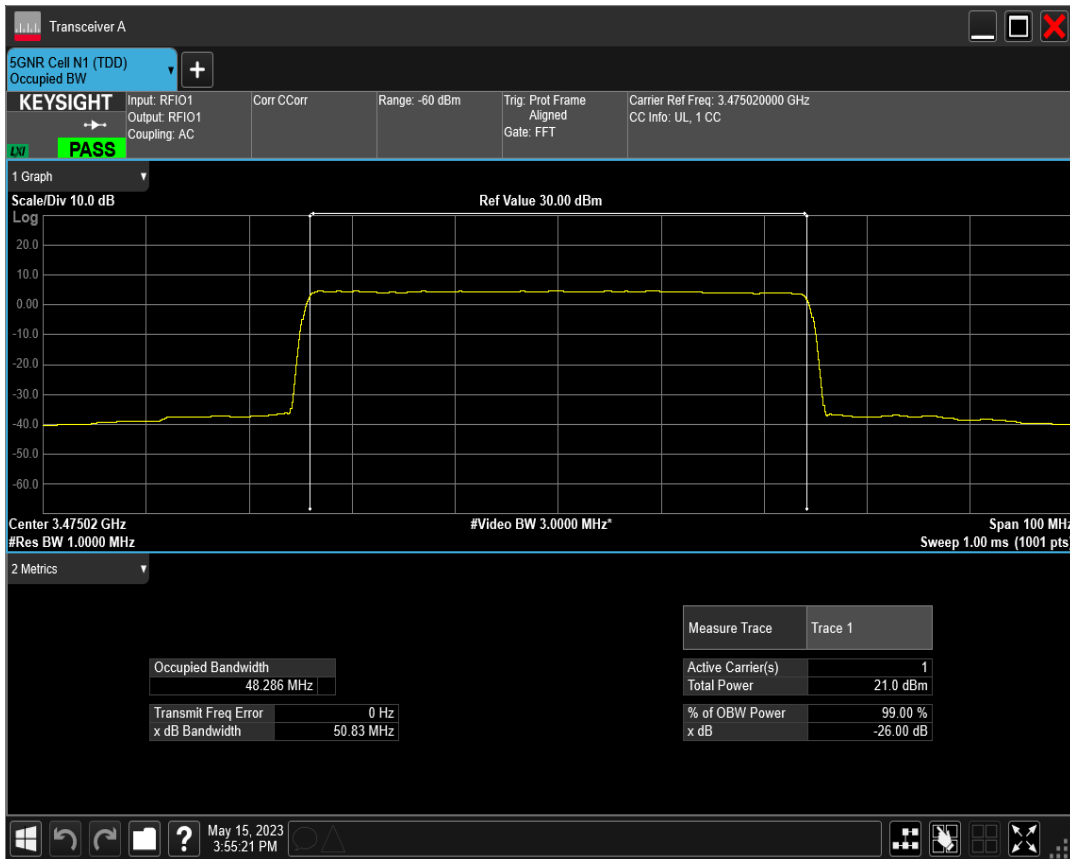 Transceiver A
5GNR Cell N1 (TDD)
Occupied BW
+
KEYSIGHT
LXI
PASS
Input: RFIO1
Output: RFIO1
Coupling: AC
Corr CCorr
Range: -60 dBm
Trig: Prot Frame
Aligned
Gate: FFT
Carrier Ref Freq: 3.475020000 GHz
CC Info: UL, 1 CC
1 Graph
Scale/Div 10.0 dB
Ref Value 30.00 dBm
Log
20.0
10.0
0.00
-10.0
-20.0
-30.0
-40.0
-50.0
-60.0
Center 3.47502 GHz
#Video BW 3.0000 MHz*
Span 100 MHz
#Res BW 1.0000 MHz
Sweep 1.00 ms (1001 pts)
2 Metrics
Measure Trace Trace 1
Occupied Bandwidth
48.286 MHz
Active Carrier(s) 1
Total Power 21.0 dBm
Transmit Freq Error 0 Hz
x dB Bandwidth 50.83 MHz
% of OBW Power 99.00 %
x dB -26.00 dB
?
May 15, 2023
3:55:21 PM